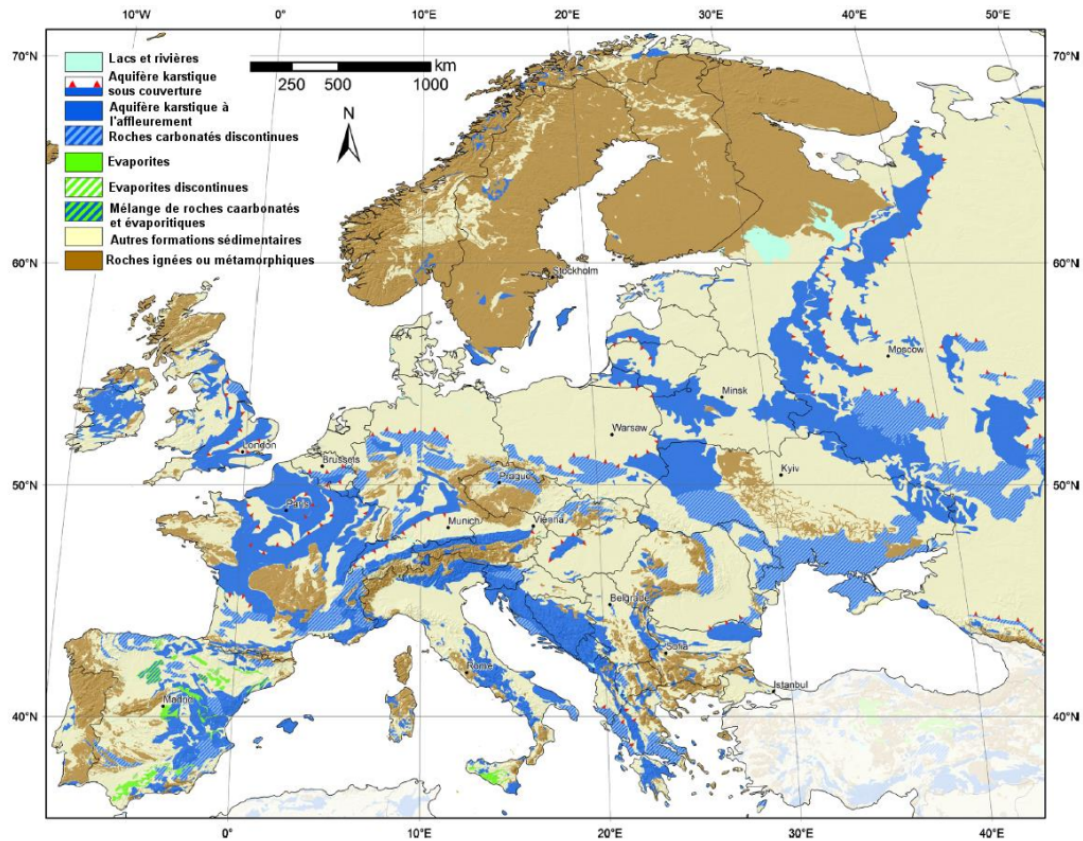 10°W 0° 10°E 20°E 30°E 40°E 50°E
70°N
60°N
50°N
40°N
Lacs et rivières
Aquifère karstique
sous couverture
Aquifère karstique à
l'affleurement
Roches carbonatés discontinues
Evaporites
Evaporites discontinues
Mélange de roches caarbonatés
et évaporitiques
Autres formations sédimentaires
Roches ignées ou métamorphiques
km
250 500 1000
N
Stockholm
Moscow
Minsk
London
Warsaw
Brussels
Kyiv
Prague
Paris
Munich
Vienna
Belgrade
Sofia
Rome
Istanbul
Madrid
70°N
60°N
50°N
40°N
0° 10°E 20°E 30°E 40°E